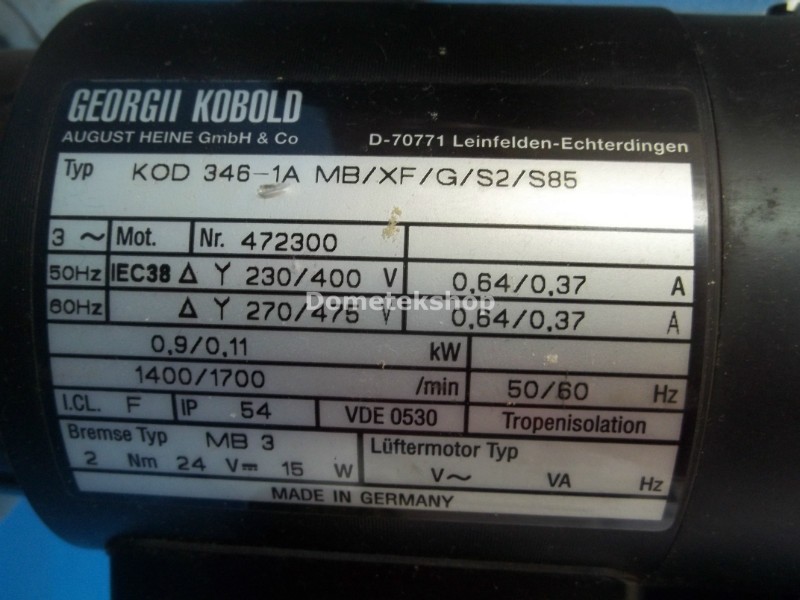 GEORGII KOBOLD
AUGUST HEINE GmbH & Co D-70771 Leinfelden-Echterdingen
Typ KOD 346-1A MB/XF/G/S2/S85
3 ~ Mot. Nr. 472300
50Hz IEC38 Δ Y 230/400 V 0,64/0,37 A
Dometekshop
60Hz Δ Y 270/475 V 0,64/0,37 A
0,9/0,11 kW
1400/1700 /min 50/60 Hz
I.CL. F IP 54 VDE 0530 Tropenisolation
Bremse Typ MB 3 Lüftermotor Typ
2 Nm 24 V⎓ 15 W V~ VA Hz
MADE IN GERMANY